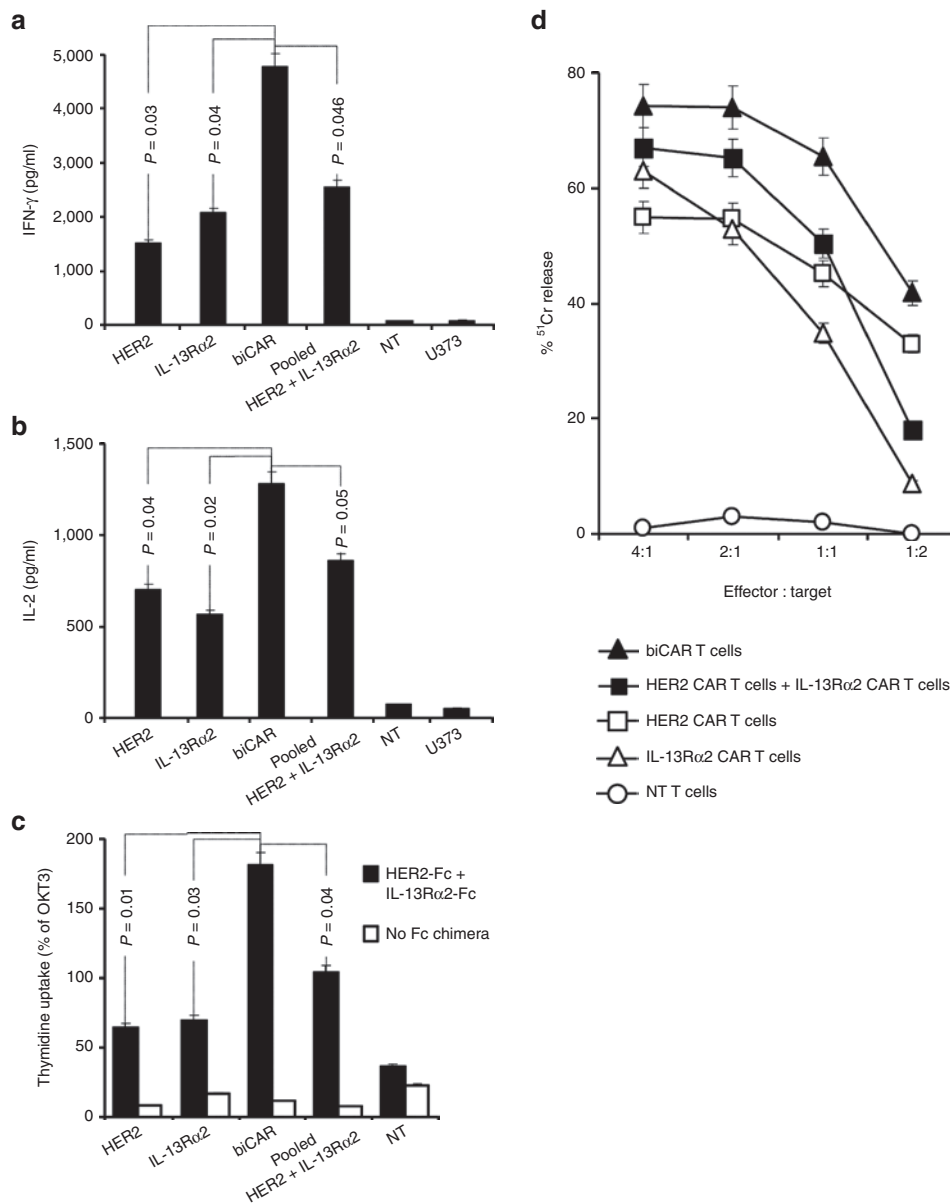 a
5,000
4,000
3,000
2,000
1,000
0
IFN-γ (pg/ml)
P = 0.03
P = 0.04
P = 0.046
HER2
IL-13Rα2
biCAR
Pooled
HER2 + IL-13Rα2
NT
U373
b
1,500
1,000
500
0
IL-2 (pg/ml)
P = 0.04
P = 0.02
P = 0.05
HER2
IL-13Rα2
biCAR
Pooled
HER2 + IL-13Rα2
NT
U373
c
200
150
100
50
0
Thymidine uptake (% of OKT3)
P = 0.01
P = 0.03
P = 0.04
HER2-Fc +
IL-13Rα2-Fc
No Fc chimera
HER2
IL-13Rα2
biCAR
Pooled
HER2 + IL-13Rα2
NT
d
80
60
40
20
0
% ⁵¹Cr release
4:1
2:1
1:1
1:2
Effector : target
biCAR T cells
HER2 CAR T cells + IL-13Rα2 CAR T cells
HER2 CAR T cells
IL-13Rα2 CAR T cells
NT T cells